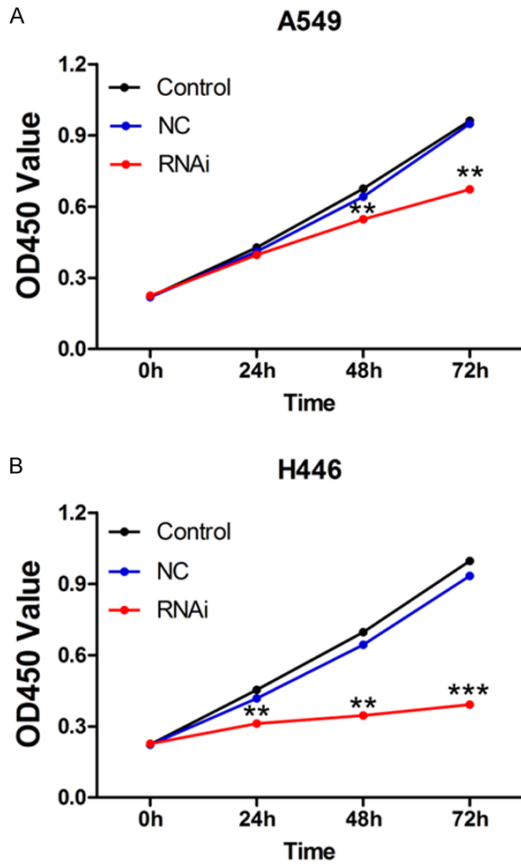 A
A549
1.2
0.9
0.6
0.3
0.0
OD450 Value
Control
NC
RNAi
**
**
0h 24h 48h 72h
Time
B
H446
1.2
0.9
0.6
0.3
0.0
OD450 Value
Control
NC
RNAi
**
**
***
0h 24h 48h 72h
Time